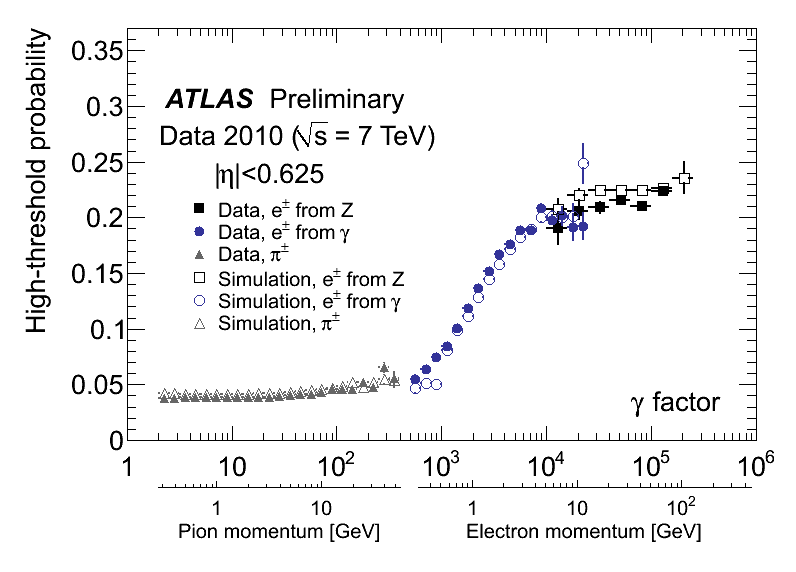 High-threshold probability
0.35
0.3
0.25
0.2
0.15
0.1
0.05
0
ATLAS Preliminary
Data 2010 (√s = 7 TeV)
|η|<0.625
Data, e± from Z
Data, e± from γ
Data, π±
Simulation, e± from Z
Simulation, e± from γ
Simulation, π±
γ factor
1 10 10² 10³ 10⁴ 10⁵ 10⁶
1 10 1 10 10²
Pion momentum [GeV] Electron momentum [GeV]